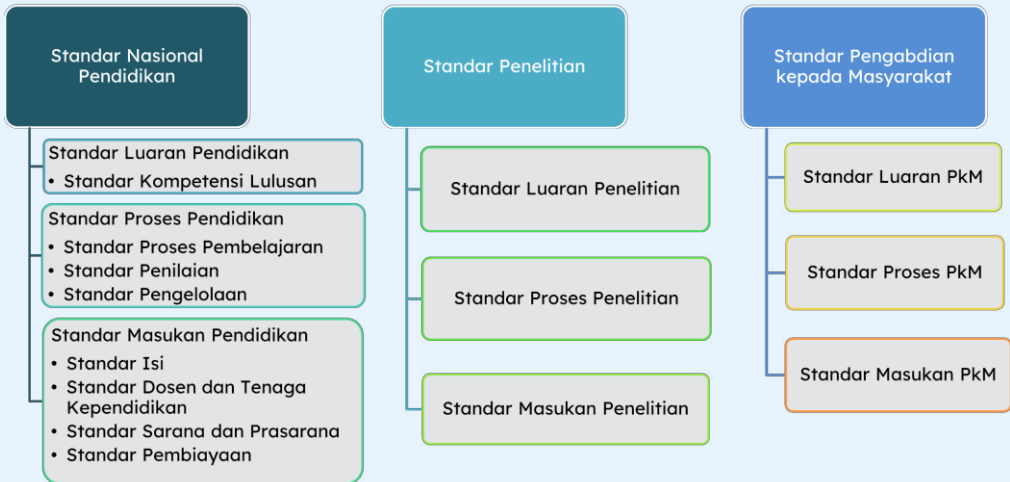 Standar Nasional
Pendidikan
Standar Luaran Pendidikan
• Standar Kompetensi Lulusan
Standar Proses Pendidikan
• Standar Proses Pembelajaran
• Standar Penilaian
• Standar Pengelolaan
Standar Masukan Pendidikan
• Standar Isi
• Standar Dosen dan Tenaga
Kependidikan
• Standar Sarana dan Prasarana
• Standar Pembiayaan
Standar Penelitian
Standar Luaran Penelitian
Standar Proses Penelitian
Standar Masukan Penelitian
Standar Pengabdian
kepada Masyarakat
Standar Luaran PkM
Standar Proses PkM
Standar Masukan PkM